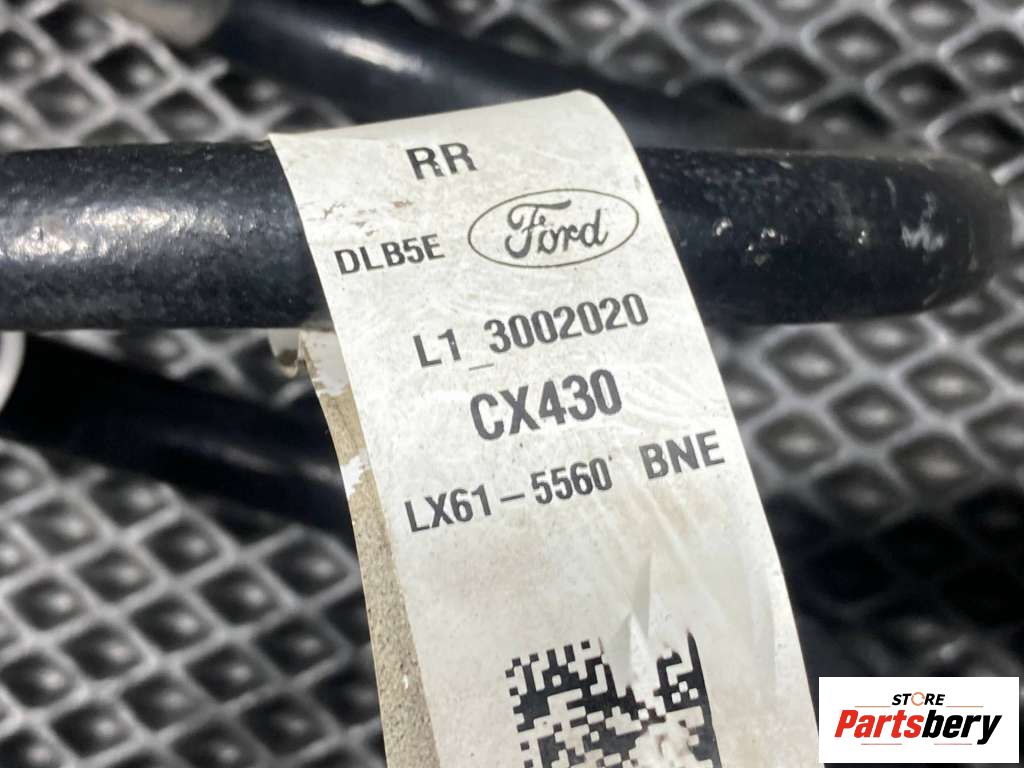 RR
DLB5E Ford
L1_3002020
CX430
LX61-5560 BNE
STORE
Partsbery